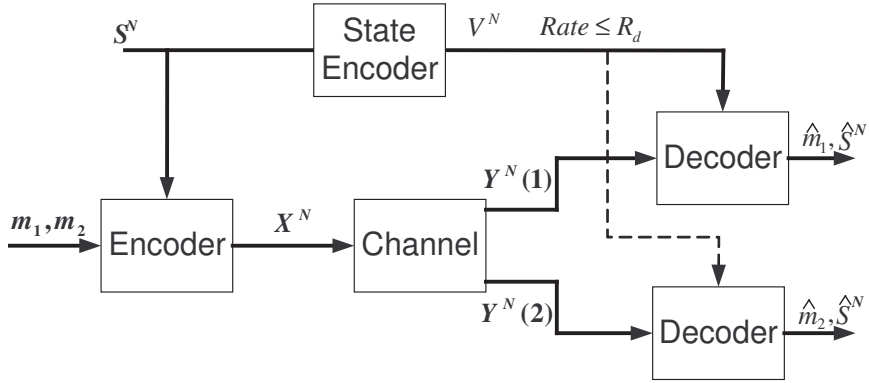 S^N
State
Encoder
V^N
Rate ≤ R_d
Decoder
m̂_1, Ŝ^N
Y^N(1)
m_1, m_2
Encoder
X^N
Channel
Y^N(2)
Decoder
m̂_2, Ŝ^N